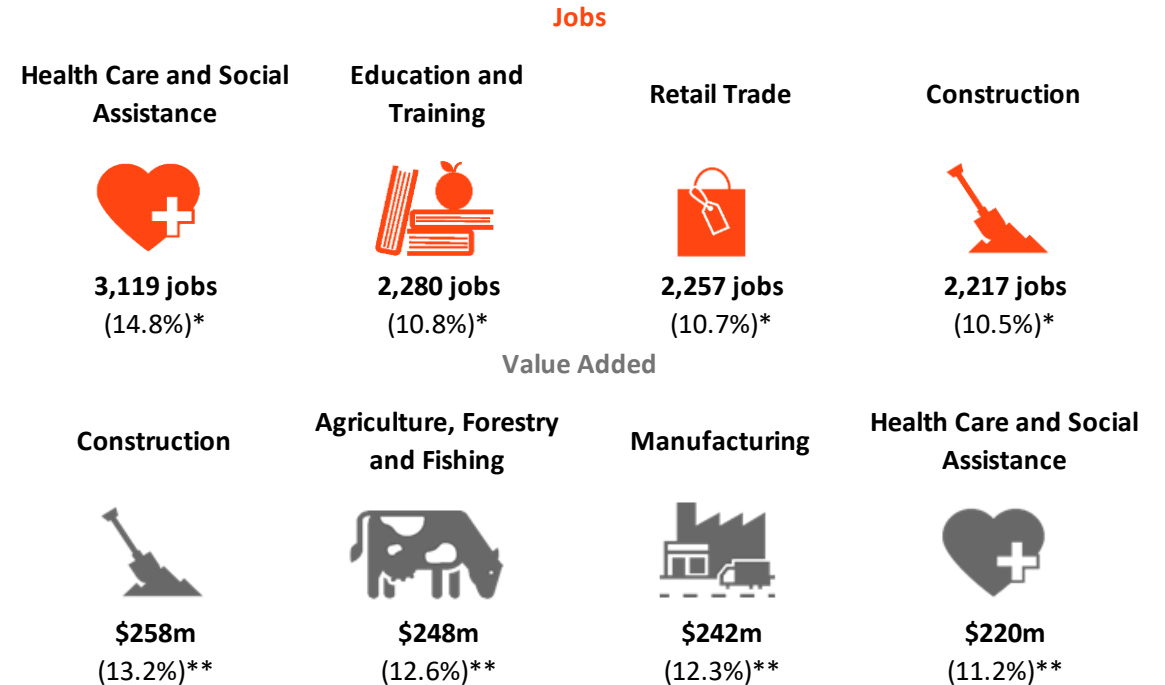 Jobs
Health Care and Social
Assistance
Education and
Training
Retail Trade
Construction
3,119 jobs
(14.8%)*
2,280 jobs
(10.8%)*
2,257 jobs
(10.7%)*
2,217 jobs
(10.5%)*
Value Added
Construction
Agriculture, Forestry
and Fishing
Manufacturing
Health Care and Social
Assistance
$258m
(13.2%)**
$248m
(12.6%)**
$242m
(12.3%)**
$220m
(11.2%)**